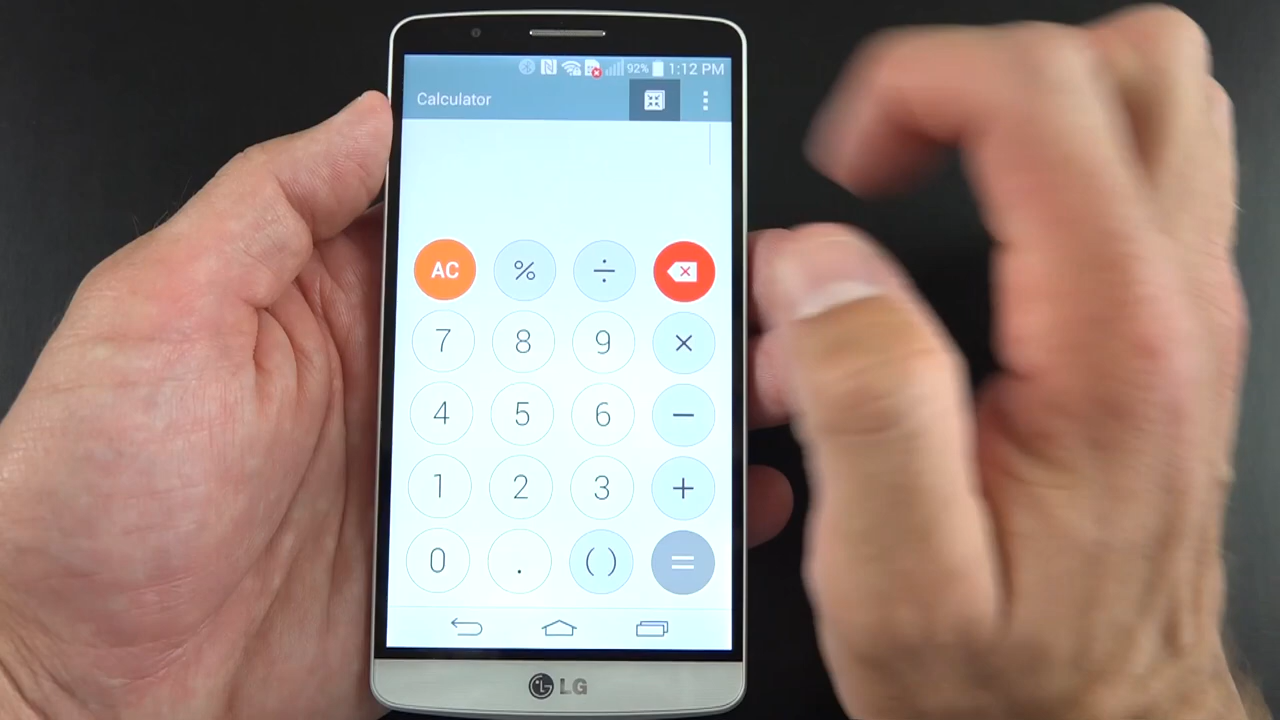 92% 1:12 PM
Calculator
AC % ÷
7 8 9 ×
4 5 6 −
1 2 3 +
0 . ( ) =
LG